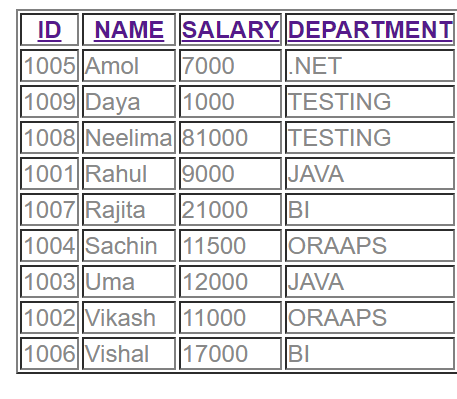 ID NAME SALARY DEPARTMENT
1005 Amol 7000 .NET
1009 Daya 1000 TESTING
1008 Neelima 81000 TESTING
1001 Rahul 9000 JAVA
1007 Rajita 21000 BI
1004 Sachin 11500 ORAAPS
1003 Uma 12000 JAVA
1002 Vikash 11000 ORAAPS
1006 Vishal 17000 BI